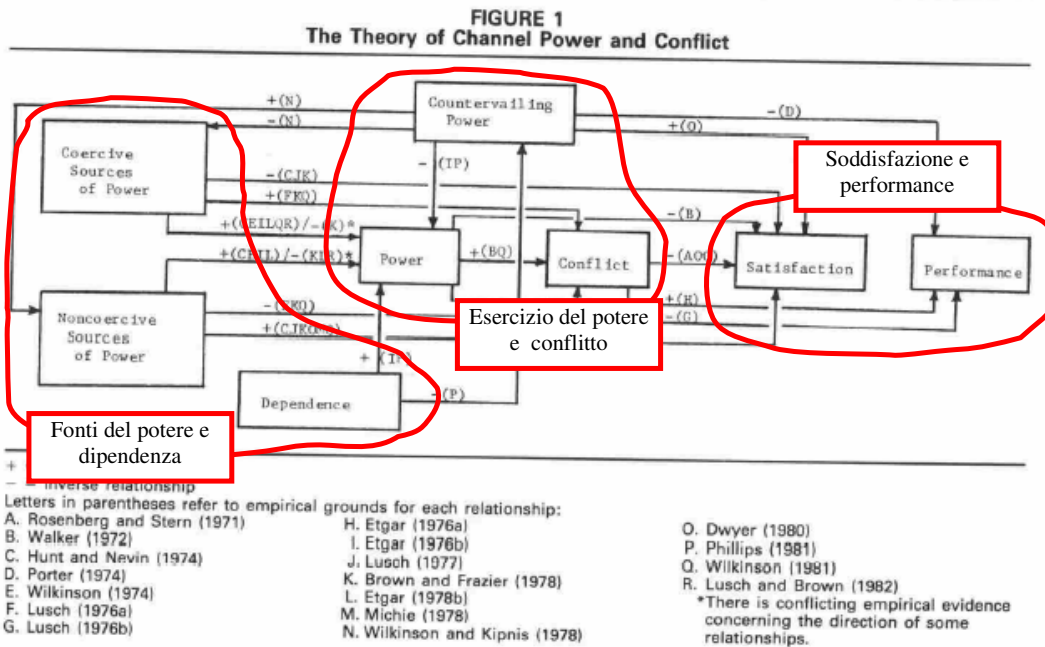 FIGURE 1
The Theory of Channel Power and Conflict
Countervailing
Power
+(N)
-(N)
-(D)
+(O)
Coercive
Sources
of Power
-(IP)
Soddisfazione e
performance
-(CJK)
+(FKQ)
-(B)
+(CEILQR)/-(K)*
Power
+(BQ)
Conflict
Satisfaction
Performance
+(H)
-(G)
Noncoercive
Sources
of Power
Esercizio del potere
e conflitto
Dependence
-(P)
Fonti del potere e
dipendenza
+
- = inverse relationship
Letters in parentheses refer to empirical grounds for each relationship:
A. Rosenberg and Stern (1971)
B. Walker (1972)
C. Hunt and Nevin (1974)
D. Porter (1974)
E. Wilkinson (1974)
F. Lusch (1976a)
G. Lusch (1976b)
H. Etgar (1976a)
I. Etgar (1976b)
J. Lusch (1977)
K. Brown and Frazier (1978)
L. Etgar (1978b)
M. Michie (1978)
N. Wilkinson and Kipnis (1978)
O. Dwyer (1980)
P. Phillips (1981)
Q. Wilkinson (1981)
R. Lusch and Brown (1982)
*There is conflicting empirical evidence
concerning the direction of some
relationships.